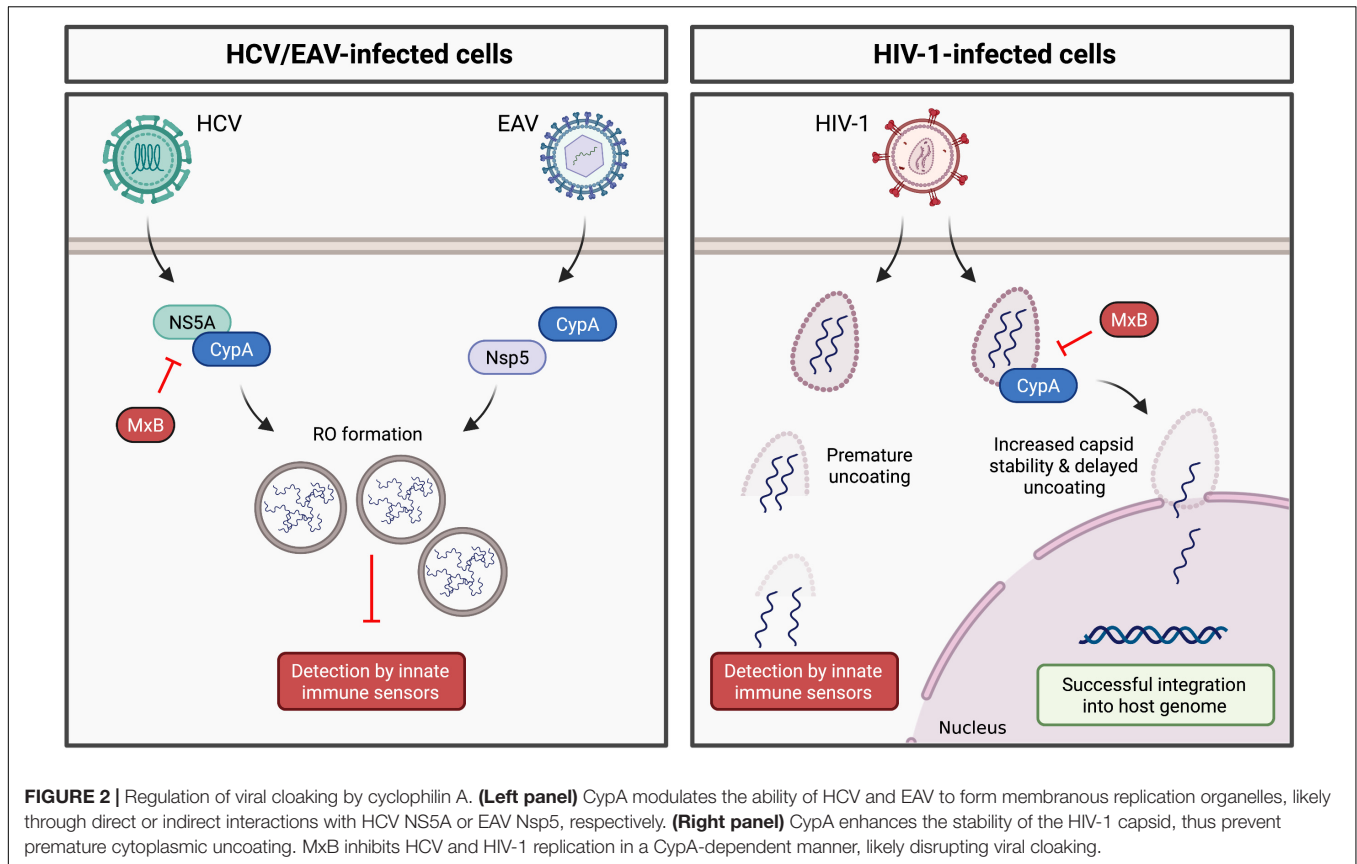 HCV/EAV-infected cells
HCV
EAV
NS5A
CypA
CypA
Nsp5
MxB
RO formation
Detection by innate
immune sensors
HIV-1-infected cells
HIV-1
MxB
CypA
Premature
uncoating
Increased capsid
stability & delayed
uncoating
Detection by innate
immune sensors
Successful integration
into host genome
Nucleus
FIGURE 2 | Regulation of viral cloaking by cyclophilin A. (Left panel) CypA modulates the ability of HCV and EAV to form membranous replication organelles, likely
through direct or indirect interactions with HCV NS5A or EAV Nsp5, respectively. (Right panel) CypA enhances the stability of the HIV-1 capsid, thus prevent
premature cytoplasmic uncoating. MxB inhibits HCV and HIV-1 replication in a CypA-dependent manner, likely disrupting viral cloaking.